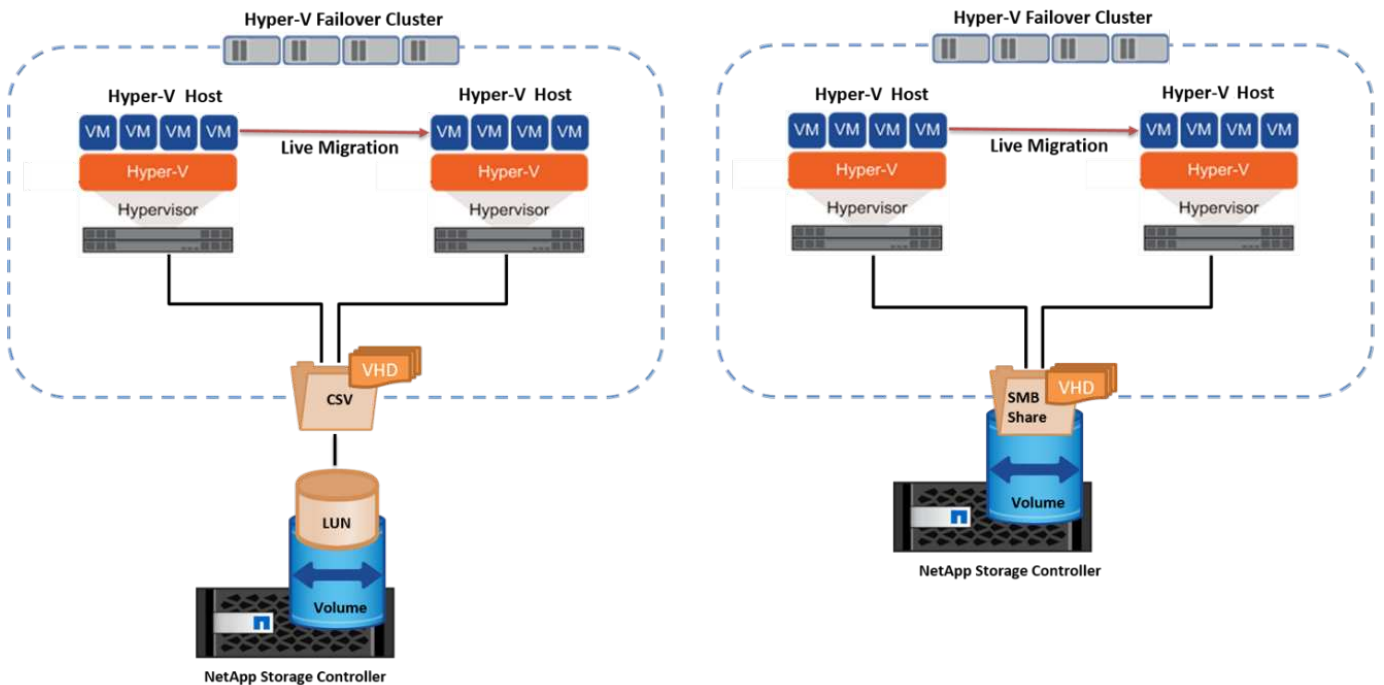 Hyper-V Failover Cluster
Hyper-V Host
Hyper-V Host
VM VM VM VM
VM VM VM VM
Live Migration
Hyper-V
Hyper-V
Hypervisor
Hypervisor
VHD
CSV
LUN
Volume
NetApp Storage Controller
Hyper-V Failover Cluster
Hyper-V Host
Hyper-V Host
VM VM VM VM
VM VM VM VM
Live Migration
Hyper-V
Hyper-V
Hypervisor
Hypervisor
VHD
SMB
Share
Volume
NetApp Storage Controller